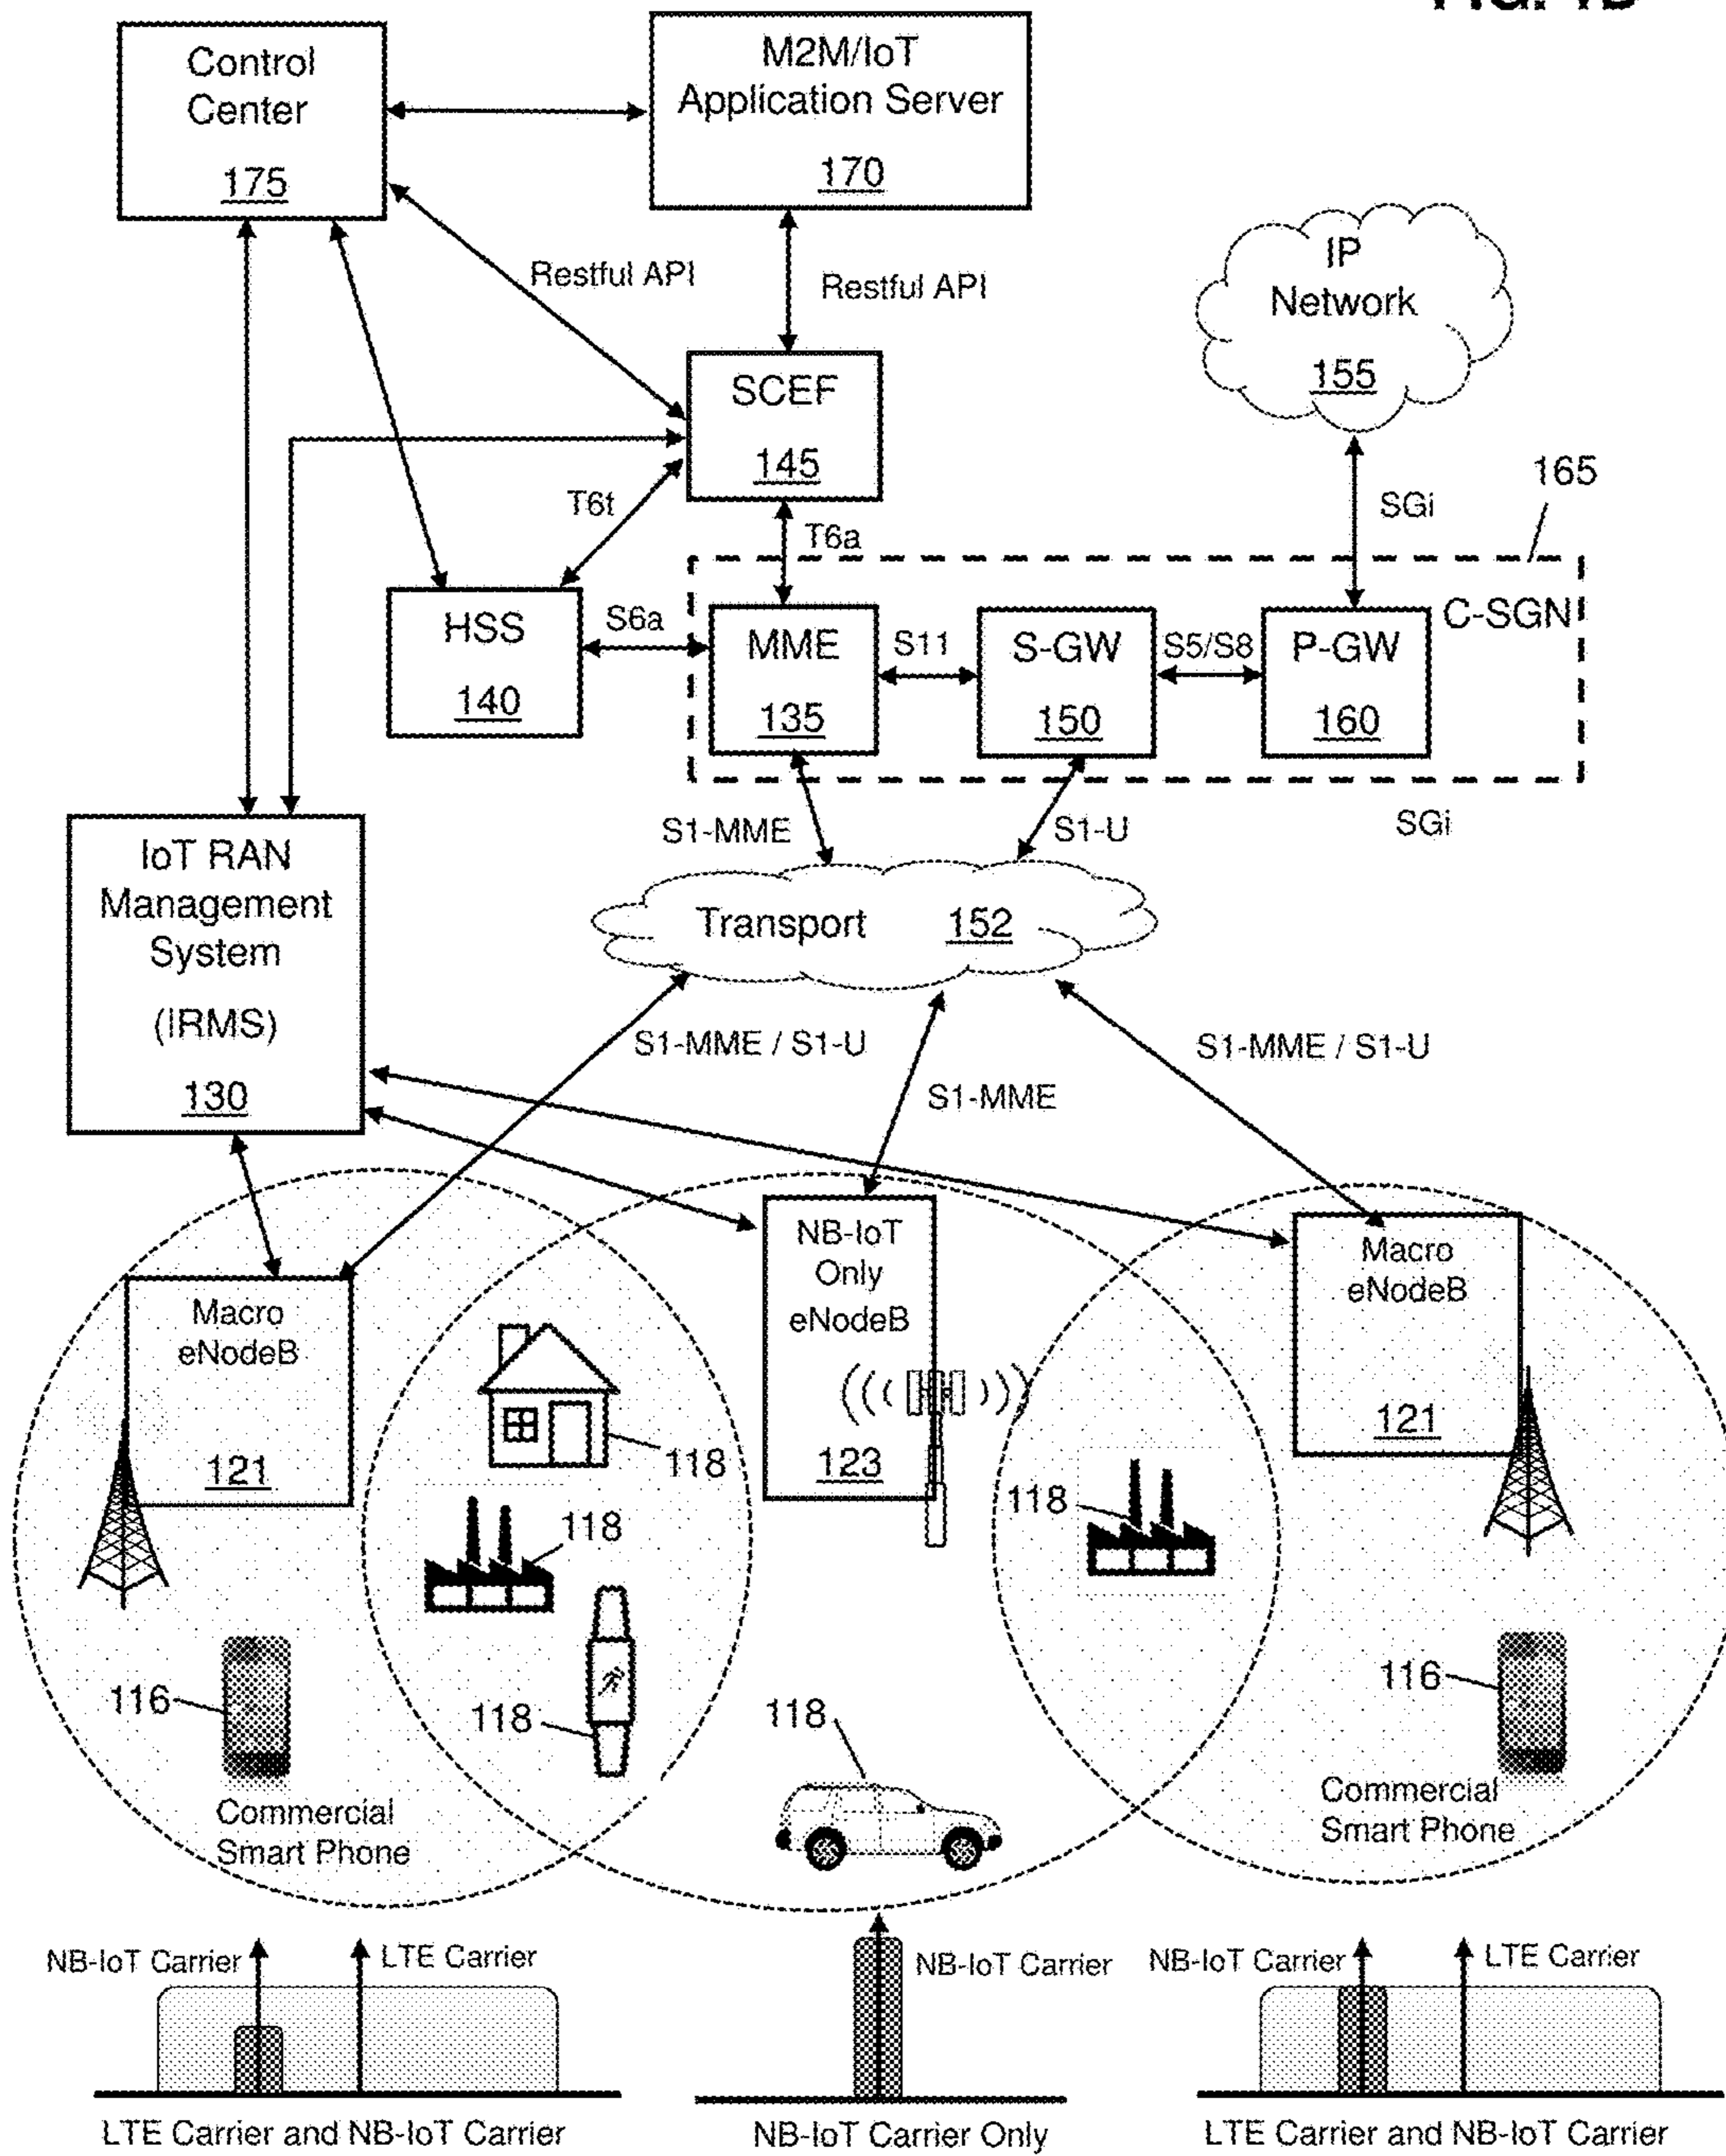 Control
Center
175
M2M/IoT
Application Server
170
IP
Network
155
Restful API
Restful API
SCEF
145
165
SGi
T6t
T6a
C-SGN
HSS
140
S6a
MME
135
S11
S-GW
150
S5/S8
P-GW
160
S1-MME
S1-U
SGi
IoT RAN
Management
System
(IRMS)
130
Transport 152
S1-MME / S1-U
S1-MME / S1-U
S1-MME
Macro
eNodeB
121
NB-IoT
Only
eNodeB
123
Macro
eNodeB
121
118
118
118
118
118
116
116
Commercial
Smart Phone
Commercial
Smart Phone
NB-IoT Carrier
LTE Carrier
NB-IoT Carrier
NB-IoT Carrier
LTE Carrier
LTE Carrier and NB-IoT Carrier
NB-IoT Carrier Only
LTE Carrier and NB-IoT Carrier